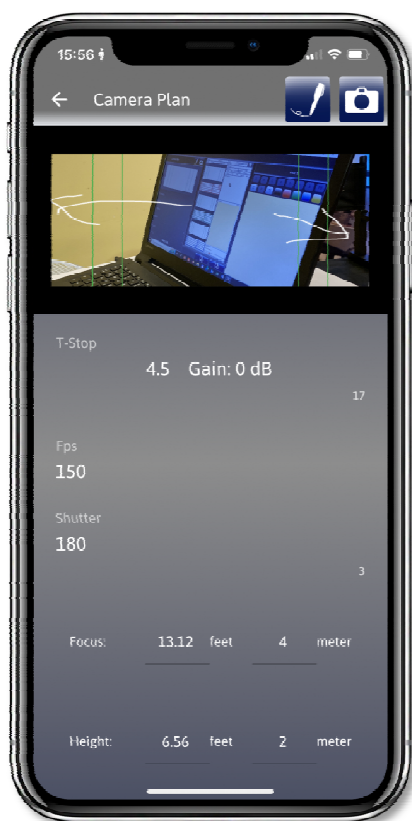 15:56
Camera Plan
T-Stop
4.5 Gain: 0 dB
17
Fps
150
Shutter
180
3
Focus: 13.12 feet 4 meter
Height: 6.56 feet 2 meter